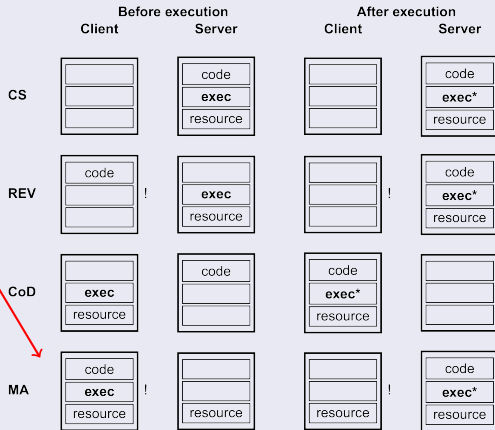 Before execution After execution
Client Server Client Server
code code
CS exec exec*
resource resource
code code
REV ! exec ! exec*
resource resource
code code
CoD exec exec*
resource resource
code code
MA exec ! ! exec*
resource resource resource resource